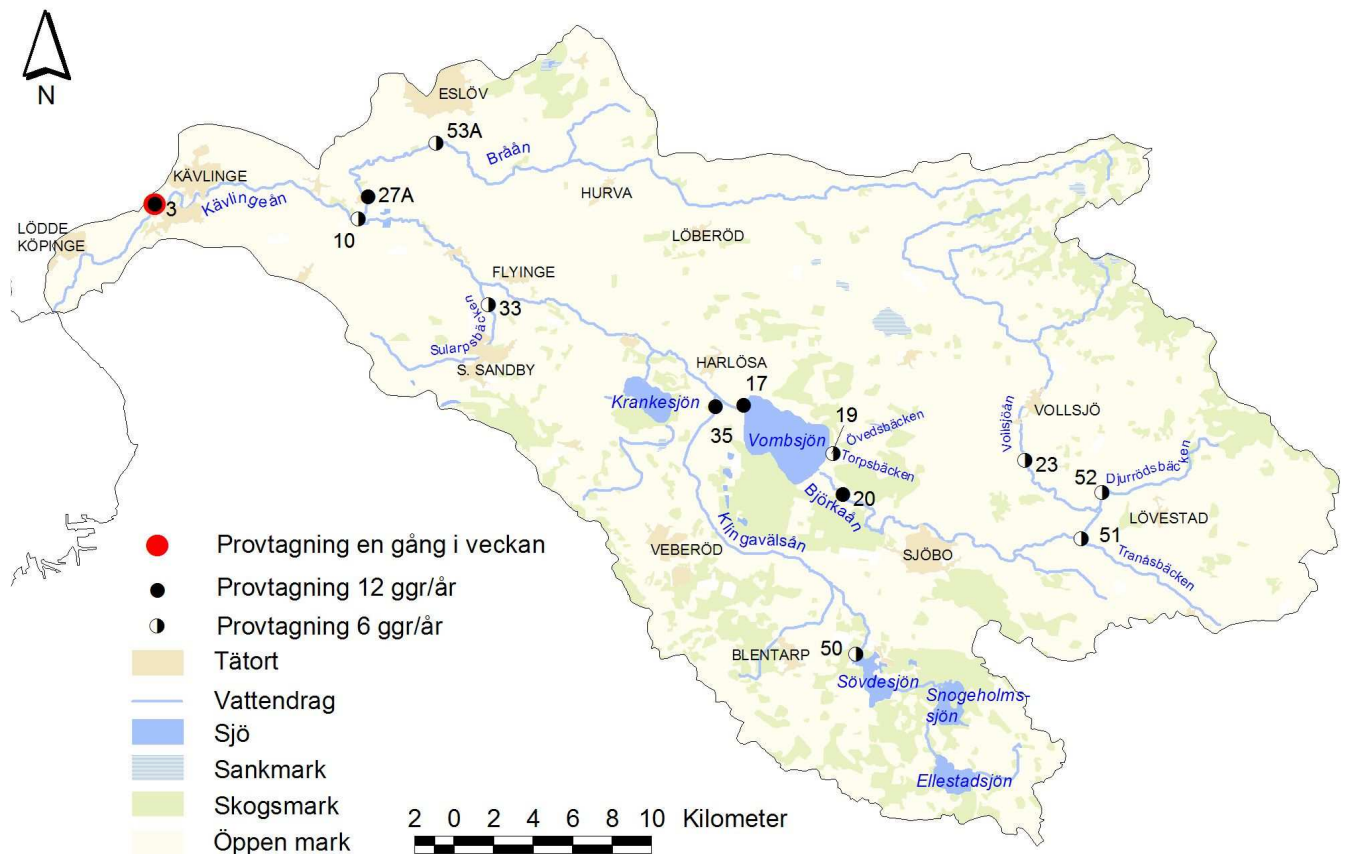 N
ESLÖV
53A
Bråån
KÄVLINGE
3
Kävlingeån
27A
10
HURVA
LÖDDE
KÖPINGE
LÖBERÖD
FLYINGE
33
Sularpsbäcken
S. SANDBY
HARLÖSA
17
Krankesjön
35
Vombsjön
19
Övedsbäcken
Torpsbäcken
20
Björkaån
VOLLSJÖ
Vollsjöån
23
52
Djurrödsbäcken
LÖVESTAD
51
Tranåsbäcken
Klingavälsån
VEBERÖD
SJÖBO
BLENTARP
50
Sövdesjön
Snogeholms-
sjön
Ellestadsjön
Provtagning en gång i veckan
Provtagning 12 ggr/år
Provtagning 6 ggr/år
Tätort
Vattendrag
Sjö
Sankmark
Skogsmark
Öppen mark
2 0 2 4 6 8 10 Kilometer